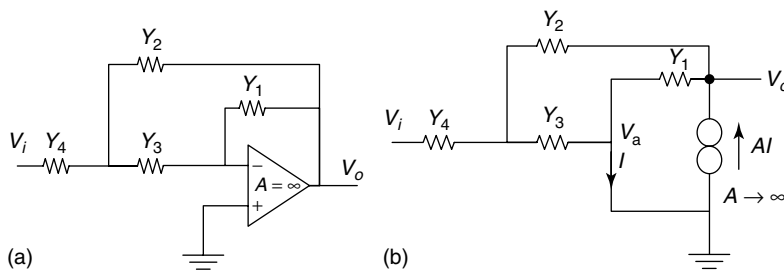 Y2
Y1
Vi
Y4
Y3
−
A = ∞
+
Vo
(a)
Y2
Y1
Vo
Vi
Y4
Y3
Va
I
AI
A → ∞
(b)